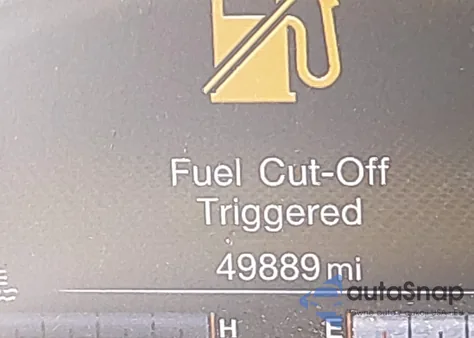 Fuel Cut-Off
Triggered
49889 mi
autoSnap
H
E